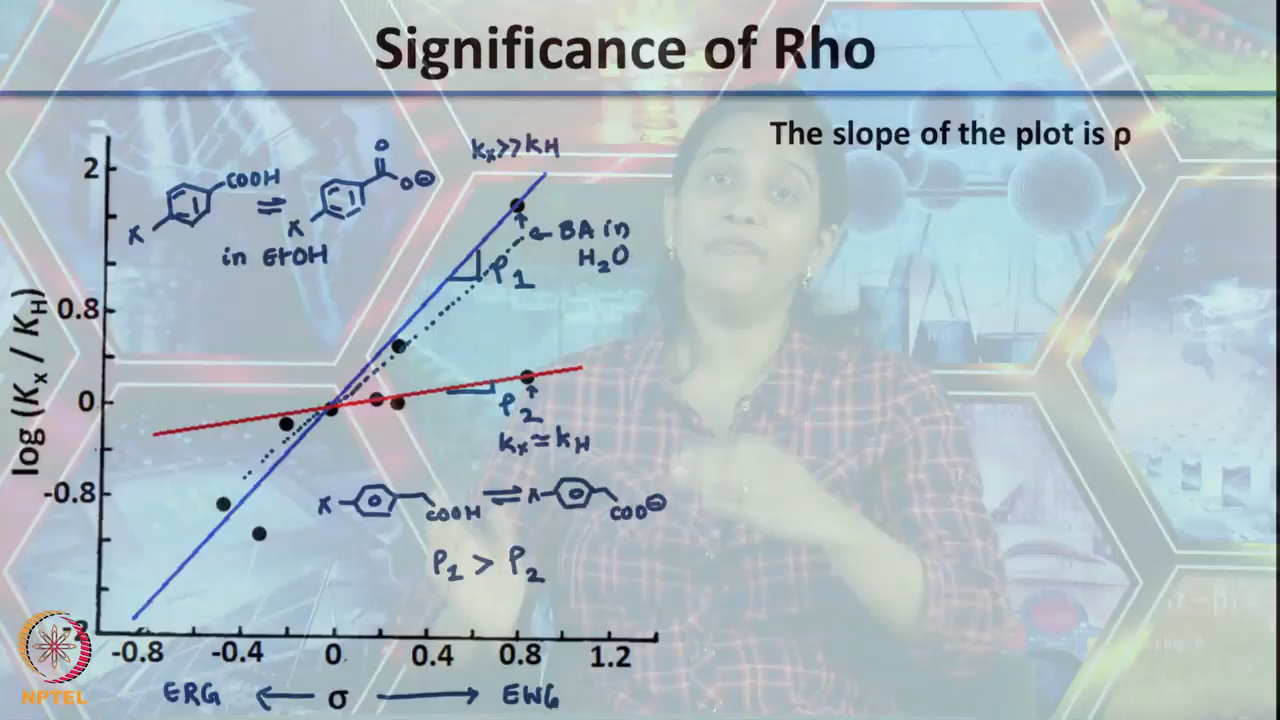 Significance of Rho
The slope of the plot is ρ
log (Kx / KH)
2
0.8
0
-0.8
-0.8 -0.4 0. 0.4 0.8 1.2
COOH
X
⇌
O
O⊖
X
in EtOH
Kx>>KH
← BA in
H2O
ρ1
ρ2
Kx≃KH
X COOH ⇌ X COO⊖
ρ1 > ρ2
ERG ← σ → EWG
NPTEL